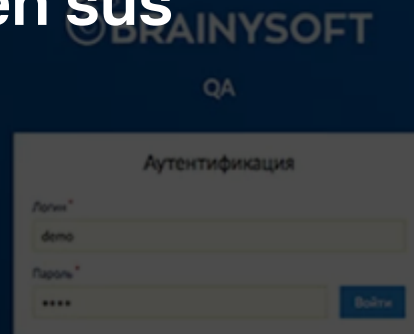 en sus
BRAINYSOFT
QA
Аутентификация
Логин *
demo
Пароль *
••••
Войти